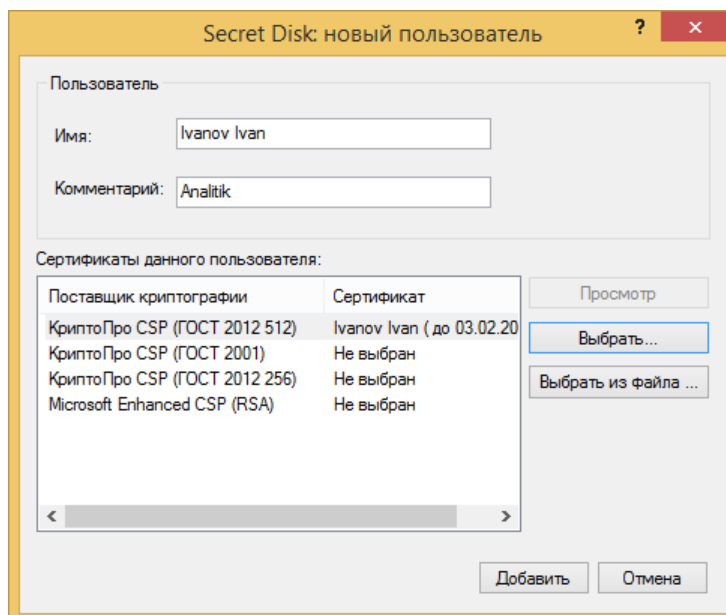 Secret Disk: новый пользователь ?
Пользователь
Имя: Ivanov Ivan
Комментарий: Analitik
Сертификаты данного пользователя:
Поставщик криптографии Сертификат
КриптоПро CSP (ГОСТ 2012 512) Ivanov Ivan ( до 03.02.20
КриптоПро CSP (ГОСТ 2001) Не выбран
КриптоПро CSP (ГОСТ 2012 256) Не выбран
Microsoft Enhanced CSP (RSA) Не выбран
Просмотр
Выбрать...
Выбрать из файла ...
Добавить Отмена